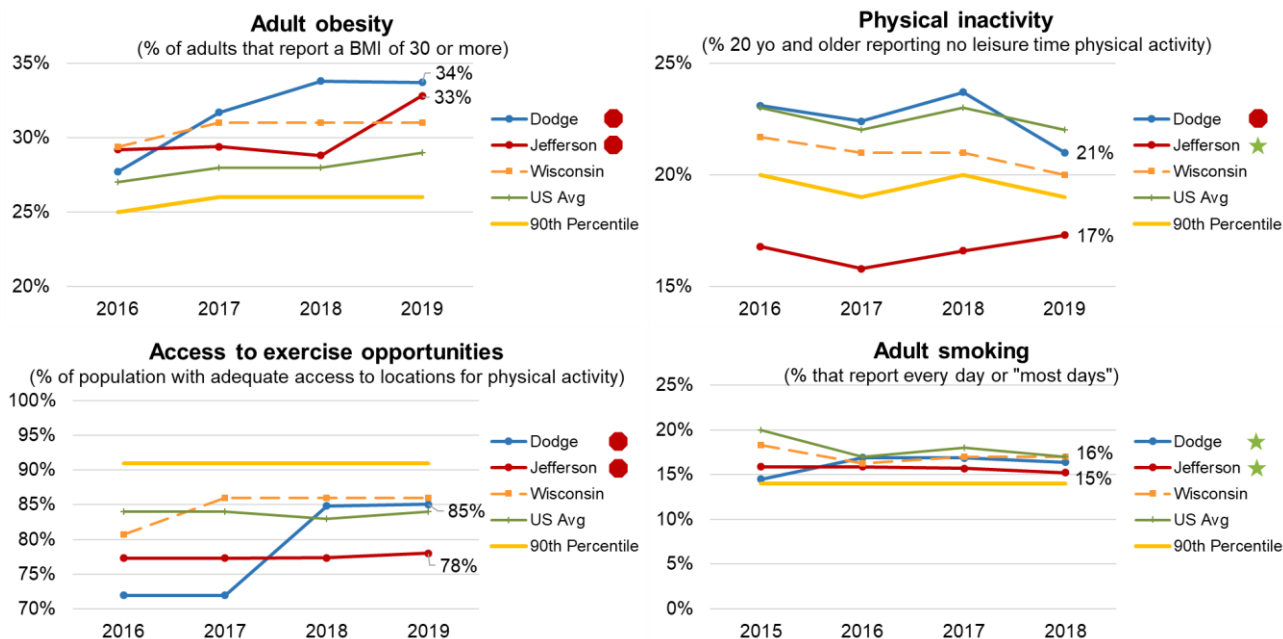 Adult obesity
(% of adults that report a BMI of 30 or more)
35%
30%
25%
20%
34%
33%
2016 2017 2018 2019
Dodge
Jefferson
Wisconsin
US Avg
90th Percentile
Physical inactivity
(% 20 yo and older reporting no leisure time physical activity)
25%
20%
15%
21%
17%
2016 2017 2018 2019
Dodge
Jefferson
Wisconsin
US Avg
90th Percentile
Access to exercise opportunities
(% of population with adequate access to locations for physical activity)
100%
95%
90%
85%
80%
75%
70%
85%
78%
2016 2017 2018 2019
Dodge
Jefferson
Wisconsin
US Avg
90th Percentile
Adult smoking
(% that report every day or "most days")
25%
20%
15%
10%
5%
0%
16%
15%
2015 2016 2017 2018
Dodge
Jefferson
Wisconsin
US Avg
90th Percentile